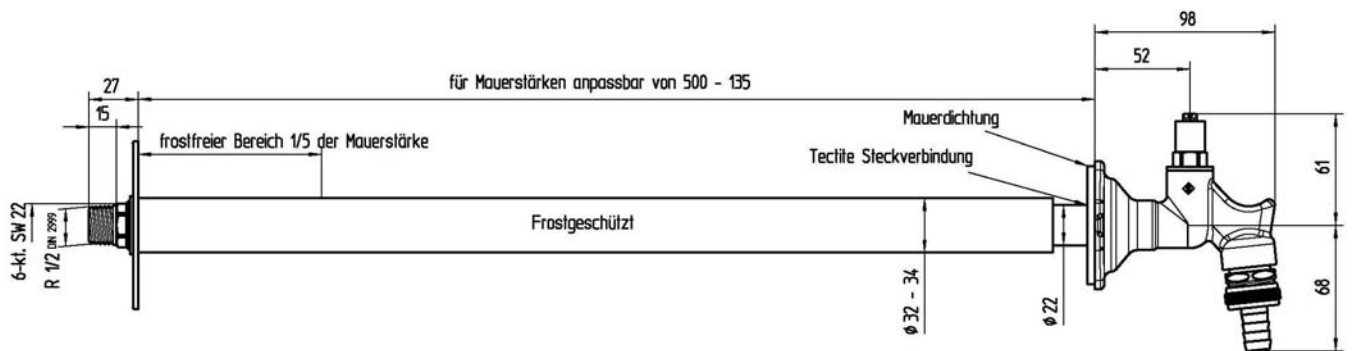 98
52
27
für Mauerstärken anpassbar von 500 - 135
15
Mauerdichtung
frostfreier Bereich 1/5 der Mauerstärke
Tectite Steckverbindung
61
6-kt. SW 22
R 1/2 DIN 2999
Frostgeschützt
ø 32 - 34
ø 22
68